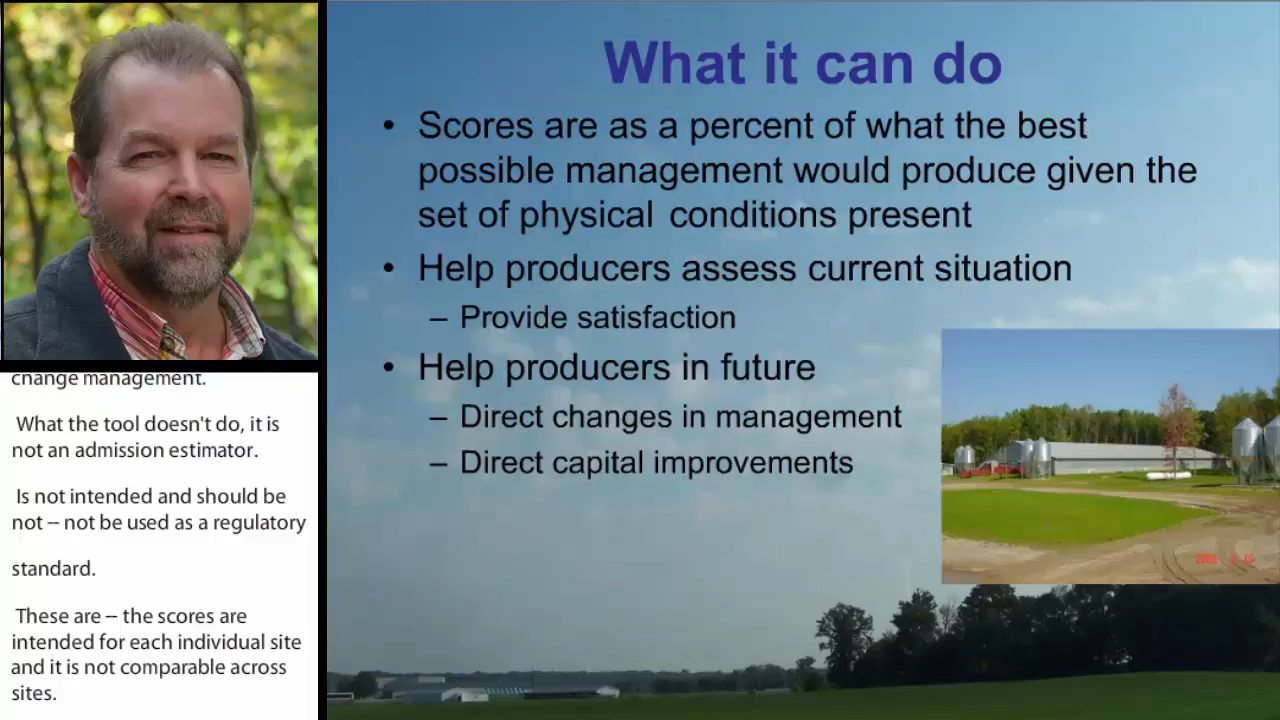 What it can do
• Scores are as a percent of what the best
possible management would produce given the
set of physical conditions present
• Help producers assess current situation
– Provide satisfaction
• Help producers in future
– Direct changes in management
– Direct capital improvements
change management.
What the tool doesn't do, it is
not an admission estimator.
Is not intended and should be
not -- not be used as a regulatory
standard.
These are -- the scores are
intended for each individual site
and it is not comparable across
sites.